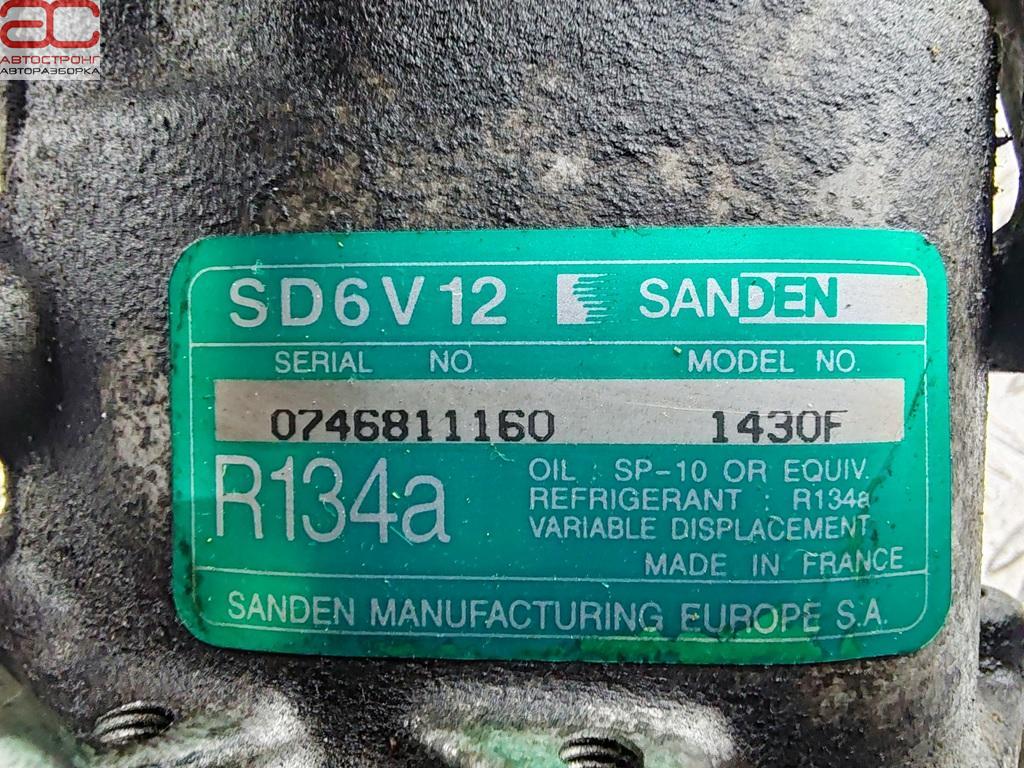 ас
АВТОСТРОНГ
АВТОРАЗБОРКА
SD6V12 SANDEN
SERIAL NO. MODEL NO.
0746811160 1430F
R134a
OIL : SP-10 OR EQUIV.
REFRIGERANT : R134a
VARIABLE DISPLACEMENT
MADE IN FRANCE
SANDEN MANUFACTURING EUROPE S.A.